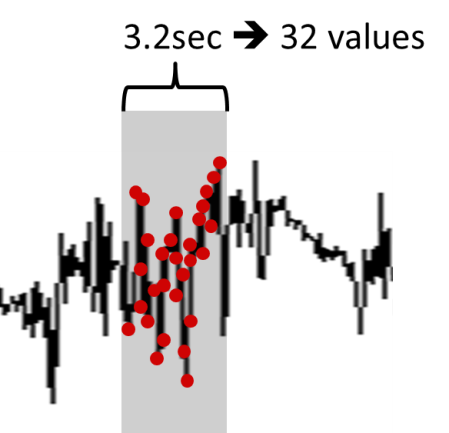 3.2sec → 32 values